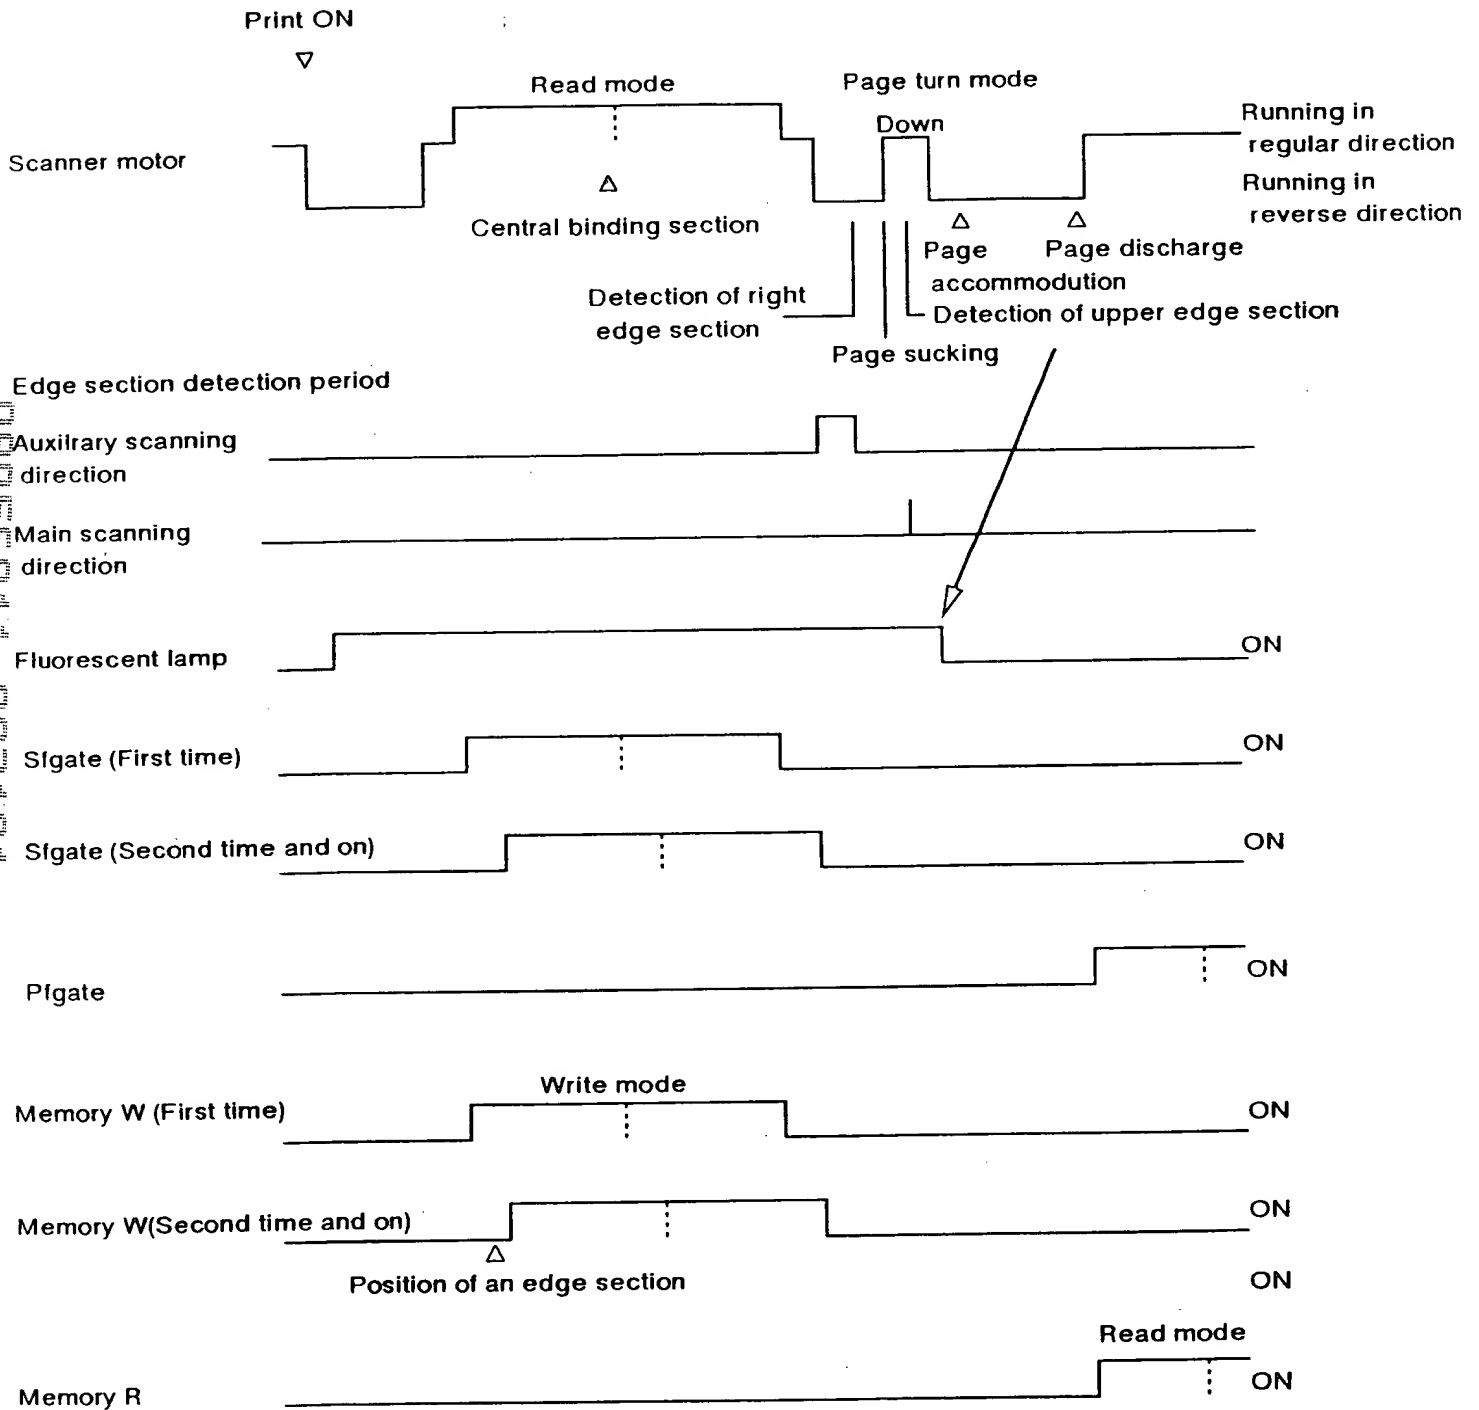 Print ON
Read mode
Page turn mode
Down
Running in
regular direction
Scanner motor
Running in
reverse direction
Central binding section
Page
accommodution
Page discharge
Detection of right
edge section
Detection of upper edge section
Page sucking
Edge section detection period
Auxilrary scanning
direction
Main scanning
direction
Fluorescent lamp
ON
Sfgate (First time)
ON
Sfgate (Second time and on)
ON
Pfgate
ON
Write mode
Memory W (First time)
ON
Memory W(Second time and on)
ON
Position of an edge section
ON
Read mode
Memory R
ON